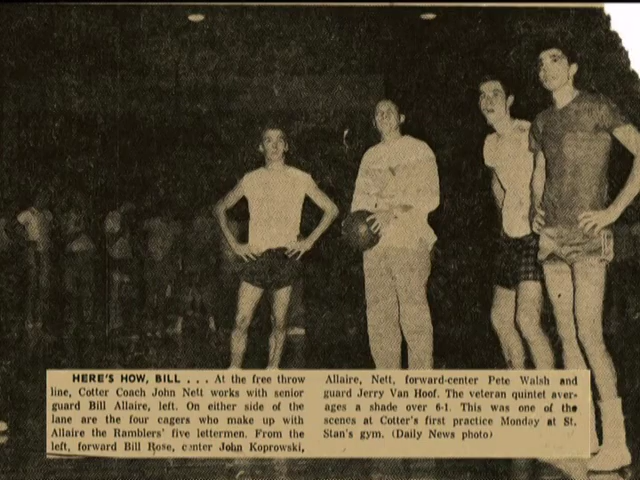 HERE'S HOW, BILL . . . At the free throw
line, Cotter Coach John Nett works with senior
guard Bill Allaire, left. On either side of the
lane are the four cagers who make up with
Allaire the Ramblers' five lettermen. From the
left, forward Bill Rose, center John Koprowski,
Allaire, Nett, forward-center Pete Walsh and
guard Jerry Van Hoof. The veteran quintet aver-
ages a shade over 6-1. This was one of the
scenes at Cotter's first practice Monday at St.
Stan's gym. (Daily News photo)